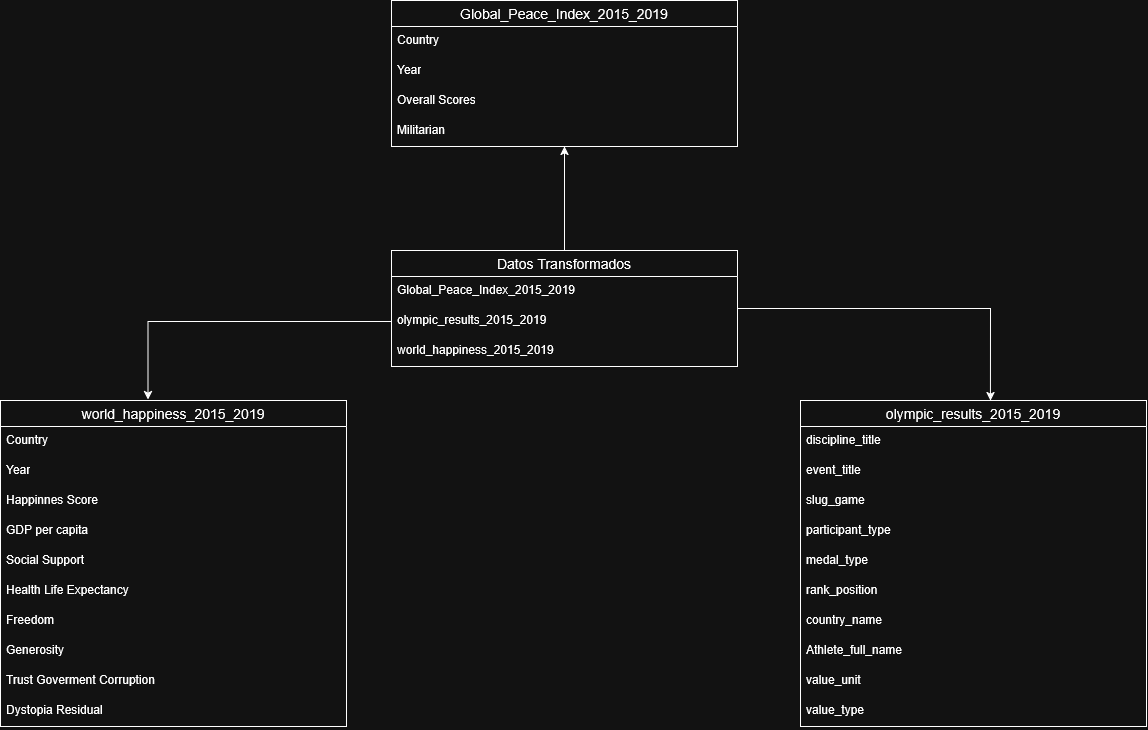 Global_Peace_Index_2015_2019
Country
Year
Overall Scores
Militarian
Datos Transformados
Global_Peace_Index_2015_2019
olympic_results_2015_2019
world_happiness_2015_2019
world_happiness_2015_2019
Country
Year
Happinnes Score
GDP per capita
Social Support
Health Life Expectancy
Freedom
Generosity
Trust Goverment Corruption
Dystopia Residual
olympic_results_2015_2019
discipline_title
event_title
slug_game
participant_type
medal_type
rank_position
country_name
Athlete_full_name
value_unit
value_type